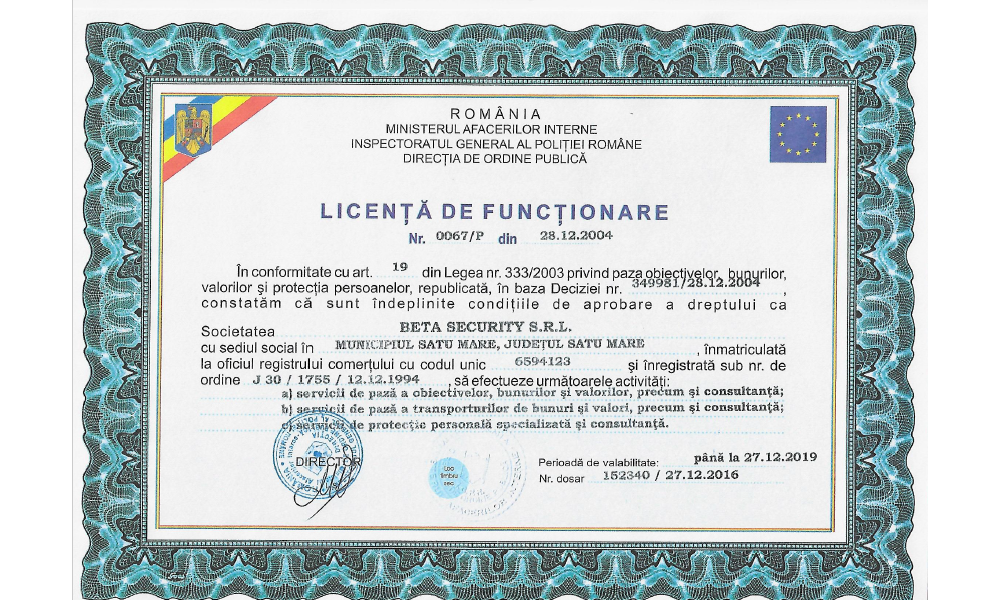 ROMÂNIA
MINISTERUL AFACERILOR INTERNE
INSPECTORATUL GENERAL AL POLIȚIEI ROMÂNE
DIRECȚIA DE ORDINE PUBLICĂ
LICENȚĂ DE FUNCȚIONARE
Nr. 0067/P din 28.12.2004
În conformitate cu art. 19 din Legea nr. 333/2003 privind paza obiectivelor, bunurilor,
valorilor și protecția persoanelor, republicată, în baza Deciziei nr. 349981/28.12.2004 ,
constatăm că sunt îndeplinite condițiile de aprobare a dreptului ca
Societatea BETA SECURITY S.R.L.
cu sediul social în MUNICIPIUL SATU MARE, JUDEȚUL SATU MARE , înmatriculată
la oficiul registrului comerțului cu codul unic 6594123 și înregistrată sub nr. de
ordine J 30 / 1755 / 12.12.1994 , să efectueze următoarele activități:
a) servicii de pază a obiectivelor, bunurilor și valorilor, precum și consultanță;
b) servicii de pază a transporturilor de bunuri și valori, precum și consultanță;
c) servicii de protecție personală specializată și consultanță.
DIRECTOR
Loc
timbru
sec
Perioadă de valabilitate: până la 27.12.2019
Nr. dosar 152340 / 27.12.2016